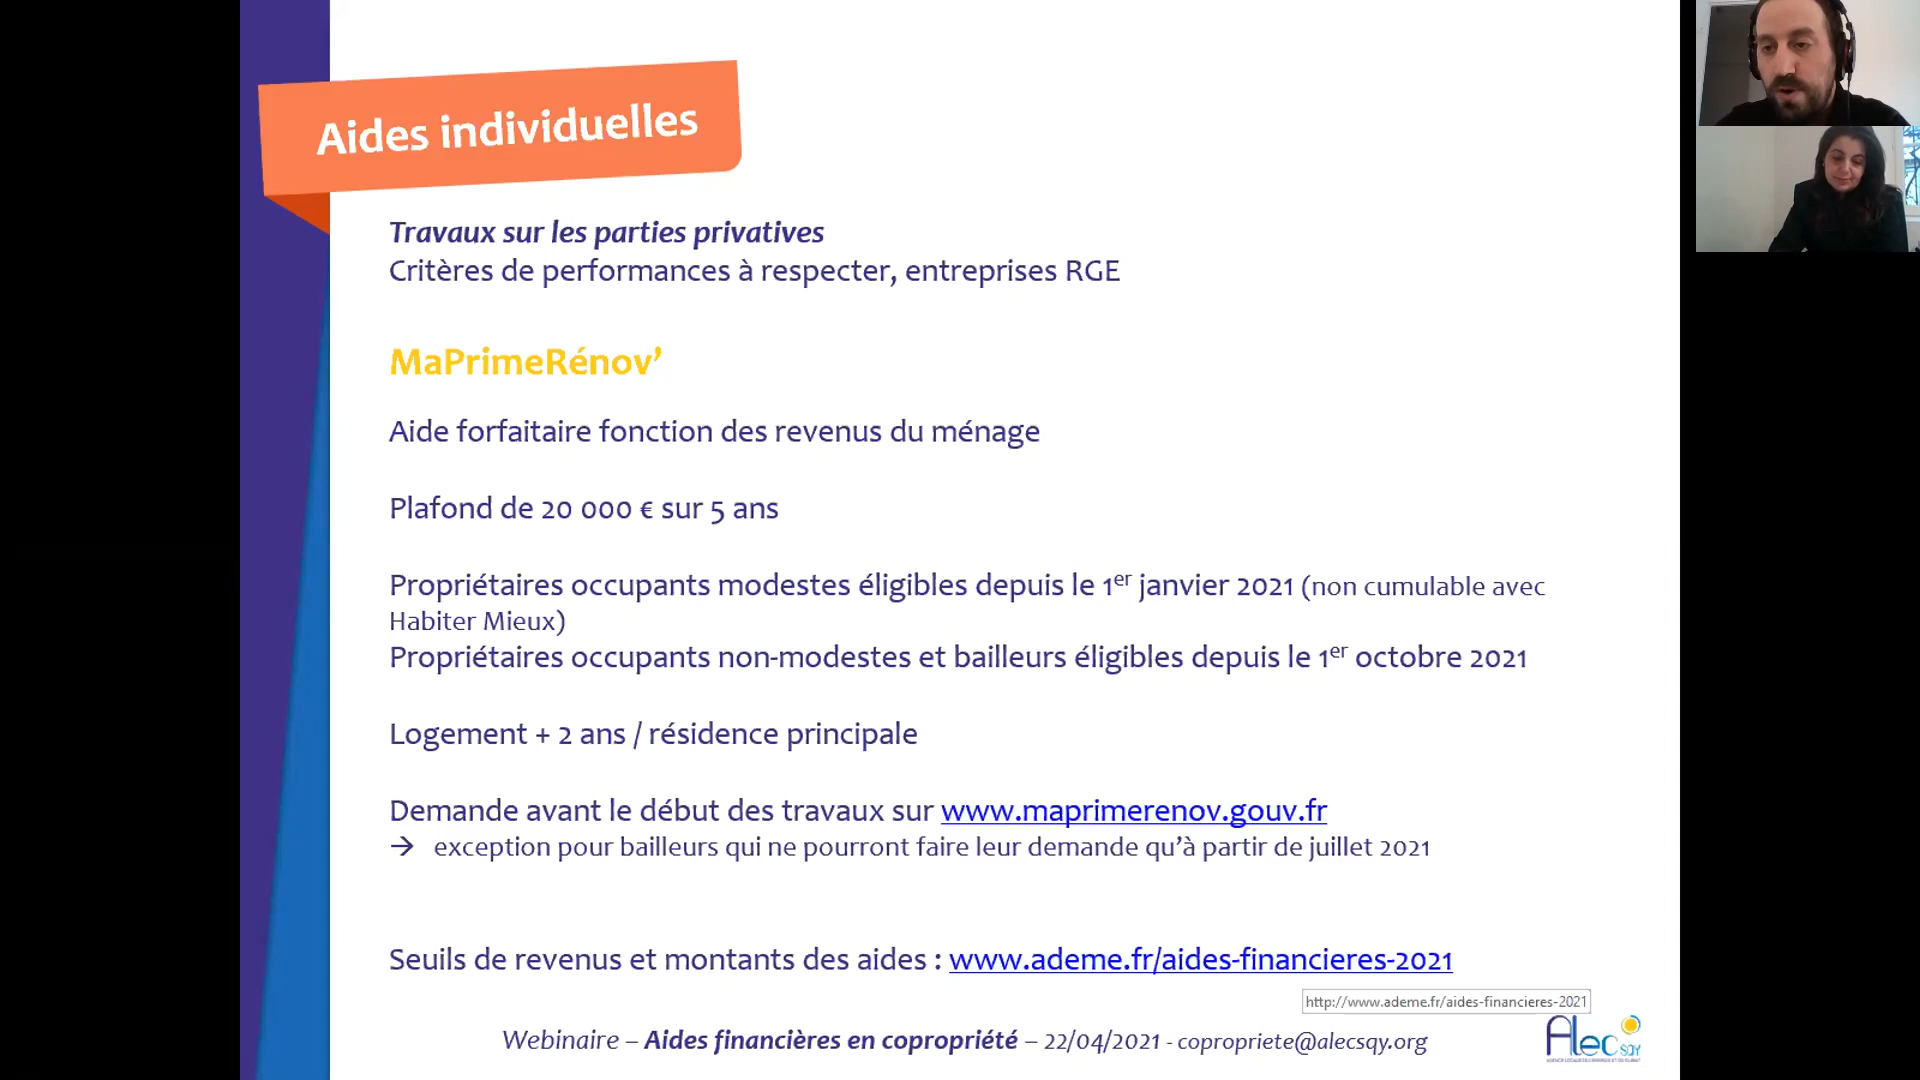 Aides individuelles
Travaux sur les parties privatives
Critères de performances à respecter, entreprises RGE
MaPrimeRénov’
Aide forfaitaire fonction des revenus du ménage
Plafond de 20 000 € sur 5 ans
Propriétaires occupants modestes éligibles depuis le 1er janvier 2021 (non cumulable avec
Habiter Mieux)
Propriétaires occupants non-modestes et bailleurs éligibles depuis le 1er octobre 2021
Logement + 2 ans / résidence principale
Demande avant le début des travaux sur www.maprimerenov.gouv.fr
→ exception pour bailleurs qui ne pourront faire leur demande qu’à partir de juillet 2021
Seuils de revenus et montants des aides : www.ademe.fr/aides-financieres-2021
http://www.ademe.fr/aides-financieres-2021
Webinaire – Aides financières en copropriété – 22/04/2021 - copropriete@alecsqy.org
Alec SQY